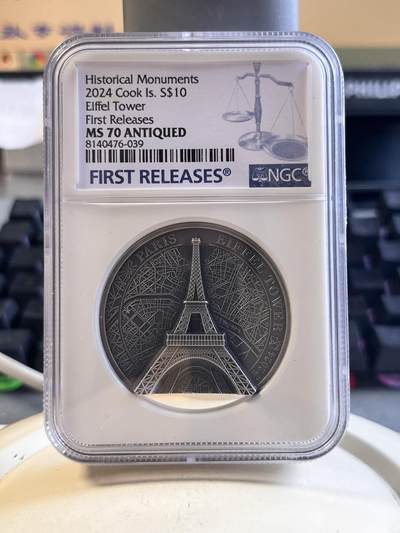 Historical Monuments
2024 Cook Is. S$10
Eiffel Tower
First Releases
MS 70 ANTIQUED
8140476-039
FIRST RELEASES®
NGC®
PARIS
EIFFEL TOWER